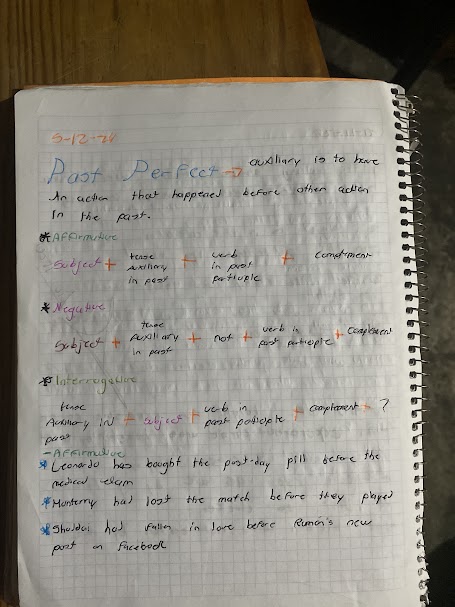 5-12-24
Past Perfect → auxiliary is to have
An action that happened before other action
In the past.
* Affirmative
Subject + tense Auxiliary in past + verb in past participle + complement
* Negative
Subject + tense Auxiliary in past + not + verb in past participle + complement
* Interrogative
tense Auxiliary in past + subject + verb in past participle + complement + ?
- Affirmative
* Leonardo has bought the post-day pill before the
medical
* Monterrey had lost the match before they played
* had fallen in love before new
post on Facebook